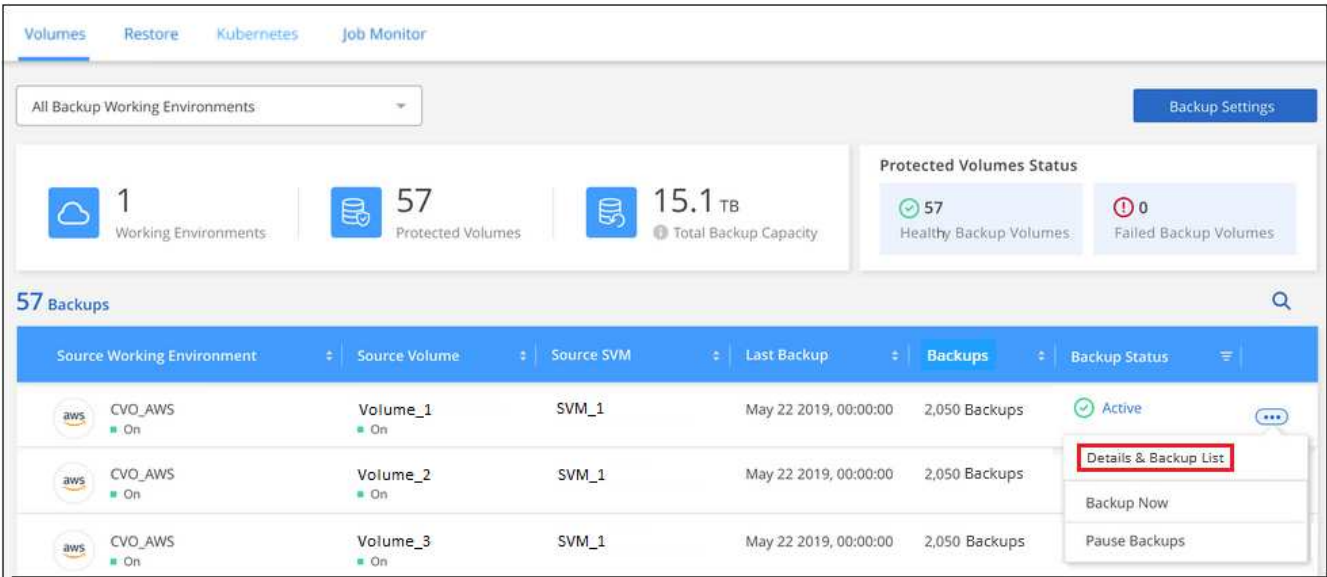 Volumes Restore Kubernetes Job Monitor
All Backup Working Environments
Backup Settings
1
Working Environments
57
Protected Volumes
15.1 TB
Total Backup Capacity
Protected Volumes Status
57
Healthy Backup Volumes
0
Failed Backup Volumes
57 Backups
Source Working Environment Source Volume Source SVM Last Backup Backups Backup Status
aws CVO_AWS Volume_1 SVM_1 May 22 2019, 00:00:00 2,050 Backups Active
On On
Details & Backup List
aws CVO_AWS Volume_2 SVM_1 May 22 2019, 00:00:00 2,050 Backups
On On
Backup Now
aws CVO_AWS Volume_3 SVM_1 May 22 2019, 00:00:00 2,050 Backups
On On
Pause Backups